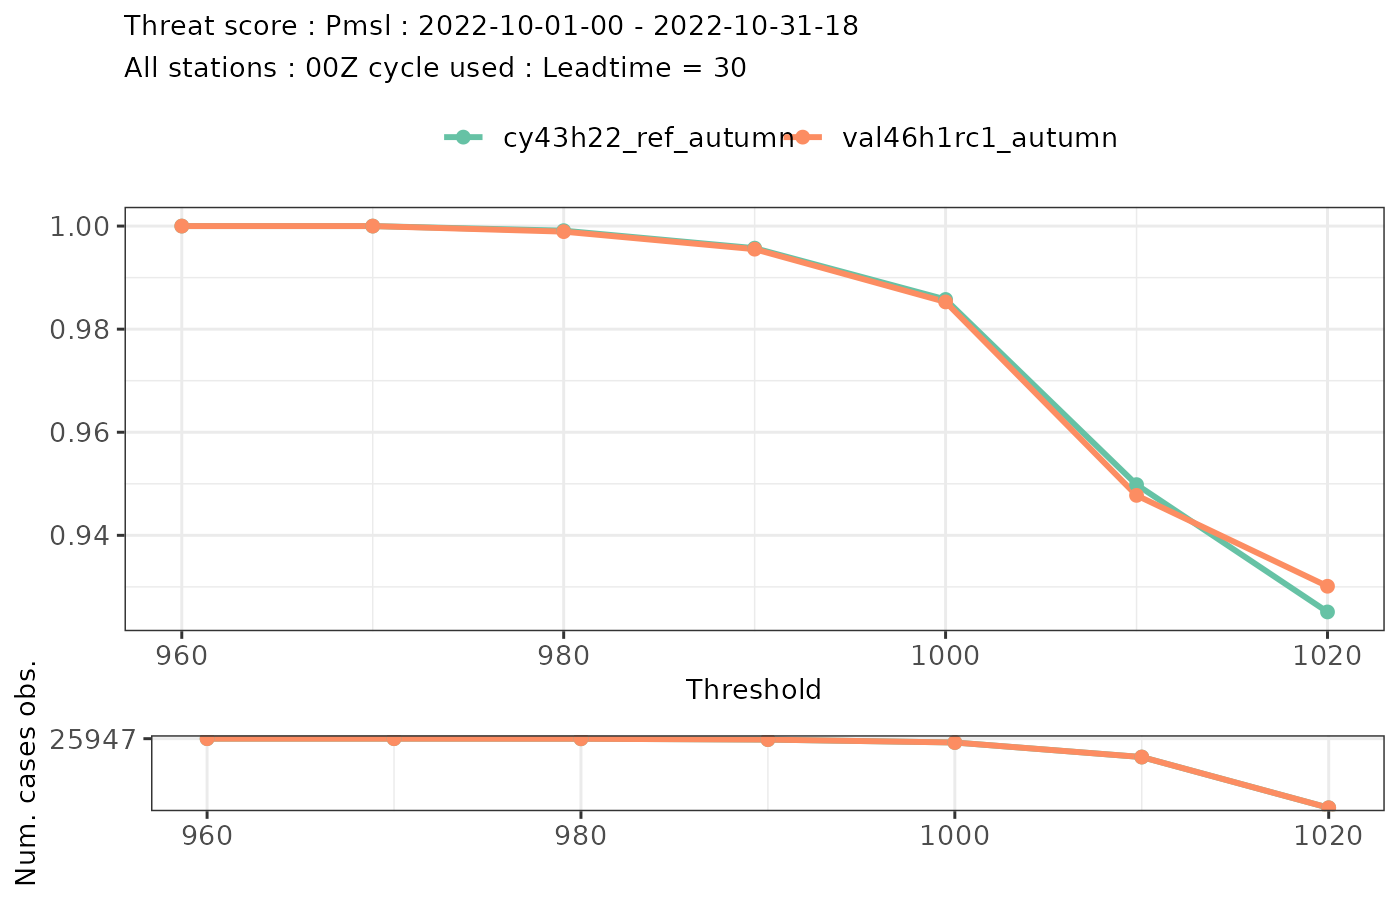 Threat score : Pmsl : 2022-10-01-00 - 2022-10-31-18
All stations : 00Z cycle used : Leadtime = 30
cy43h22_ref_autumn val46h1rc1_autumn
1.00
0.98
0.96
0.94
960 980 1000 1020
Threshold
Num. cases obs.
25947
960 980 1000 1020